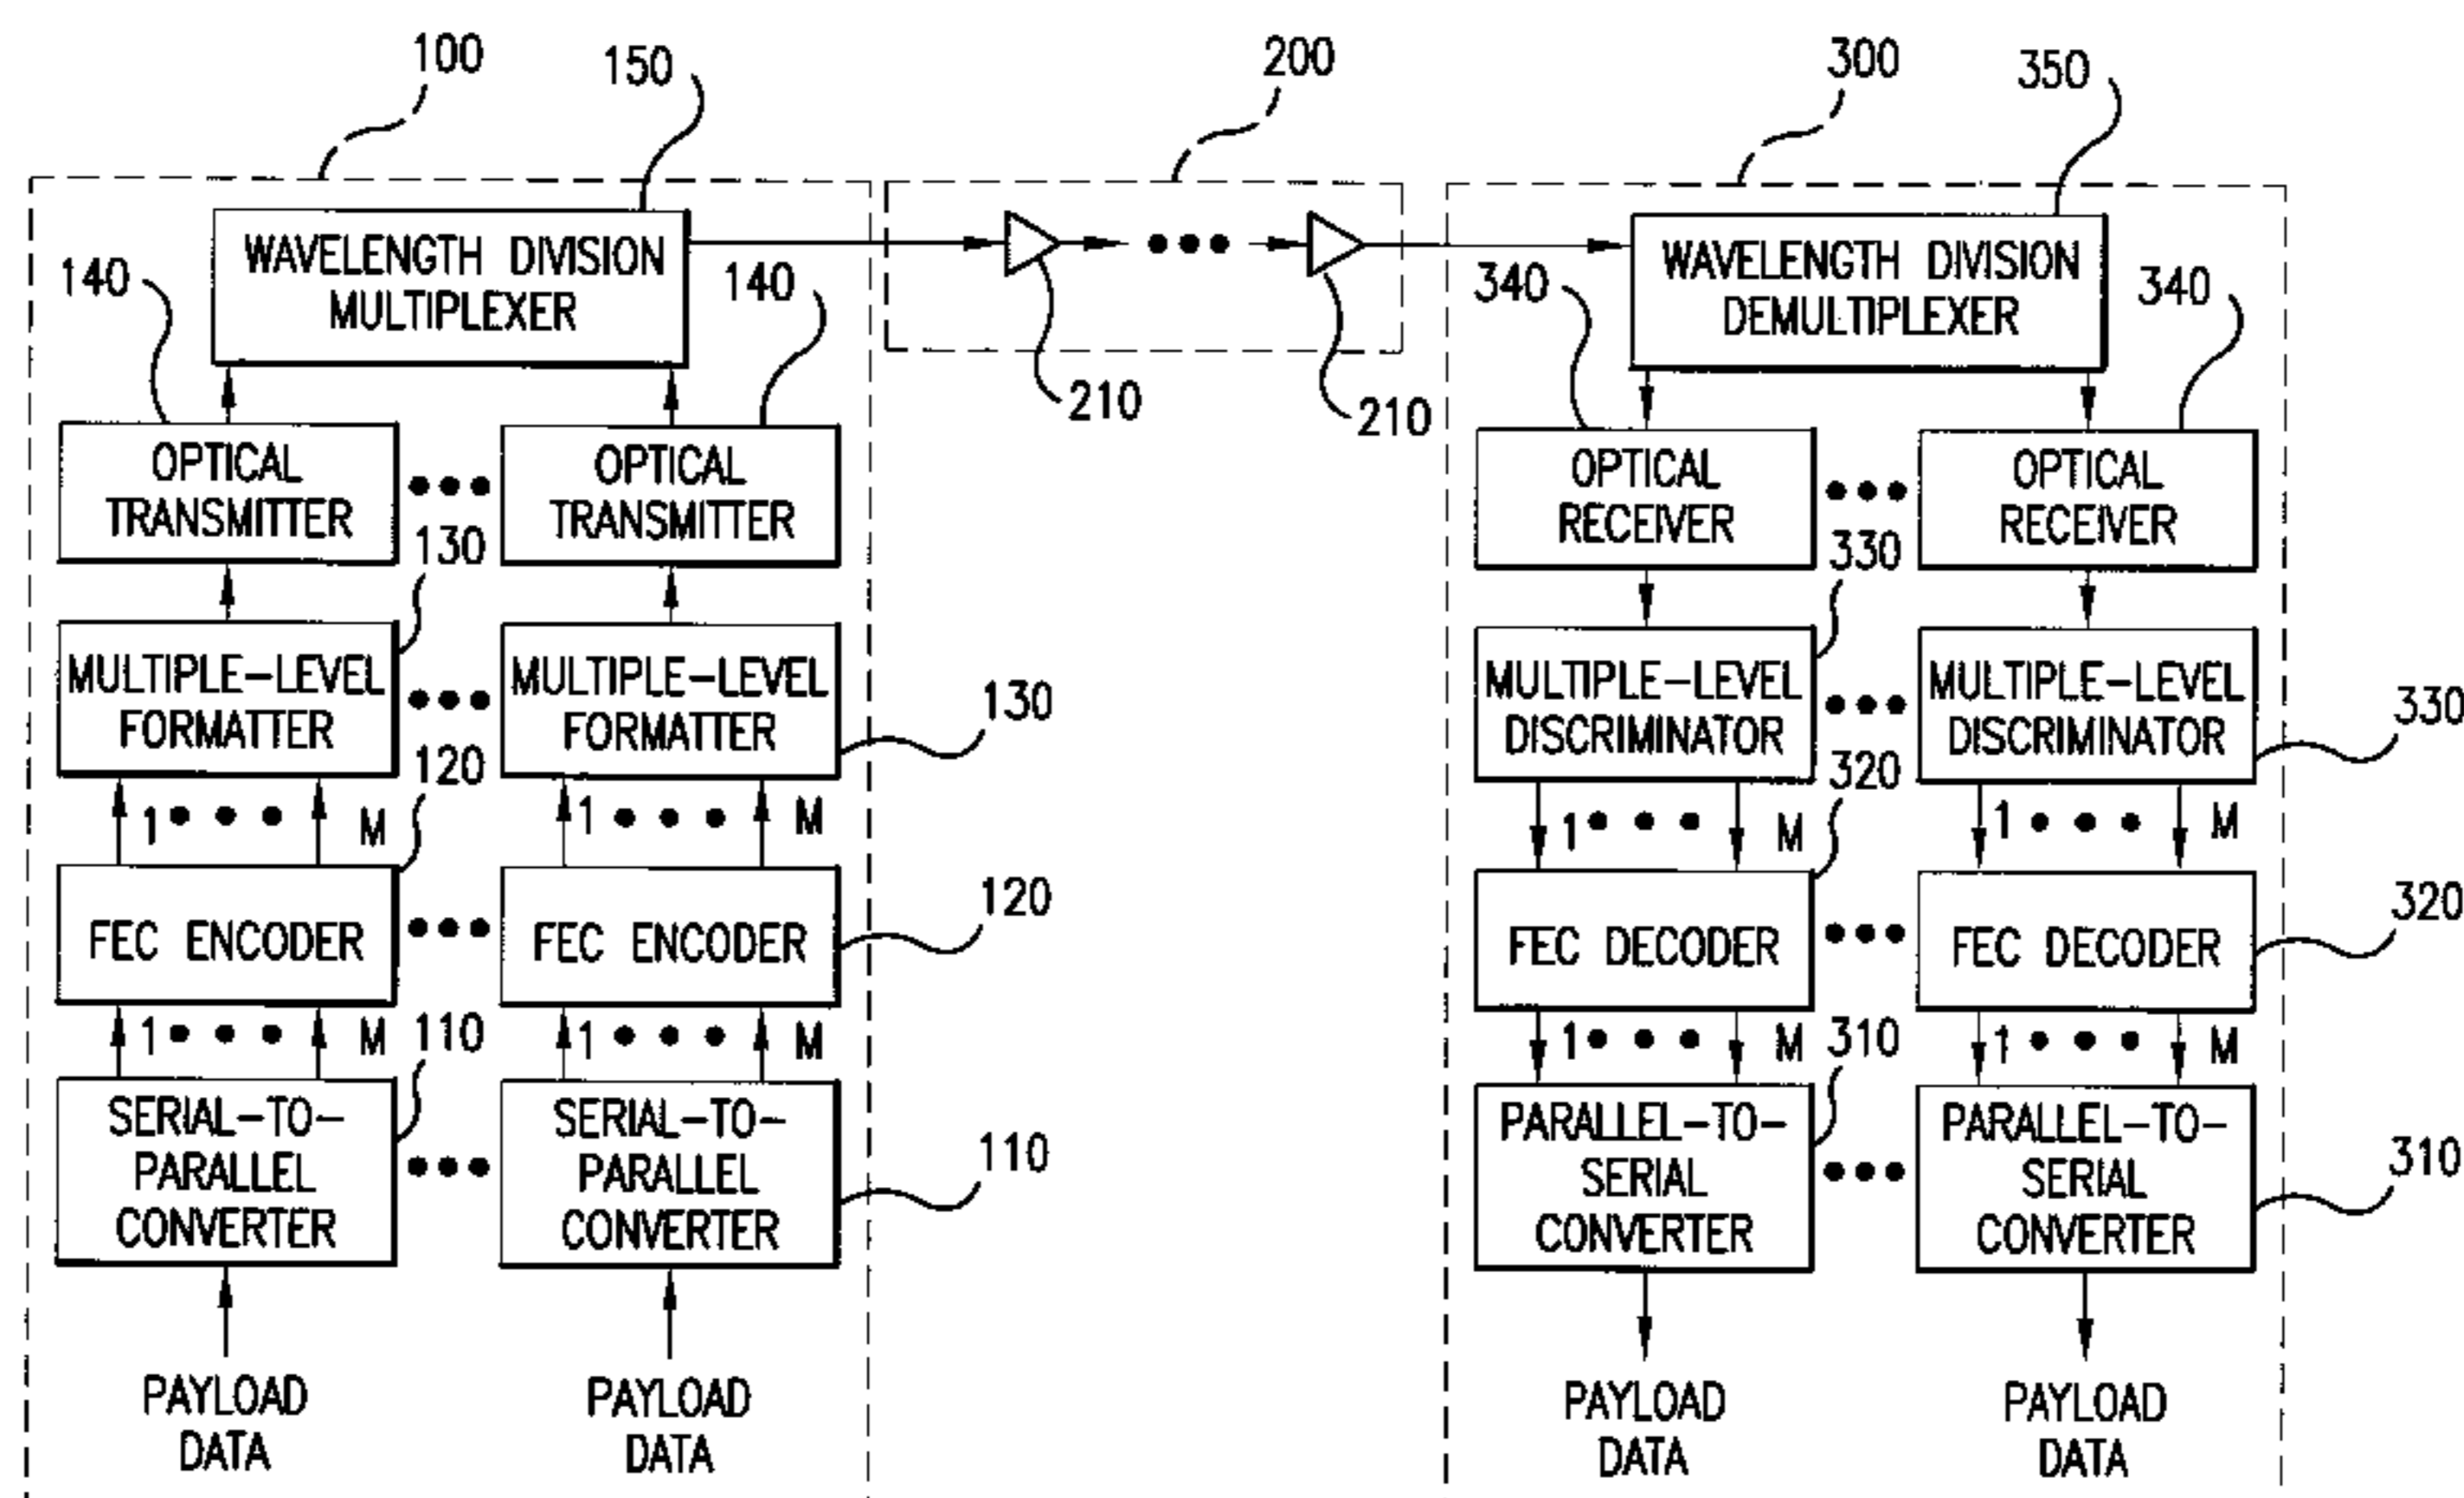 100
150
200
300
350
WAVELENGTH DIVISION
MULTIPLEXER
140
140
210
210
340
WAVELENGTH DIVISION
DEMULTIPLEXER
340
OPTICAL
TRANSMITTER
OPTICAL
TRANSMITTER
130
OPTICAL
RECEIVER
OPTICAL
RECEIVER
330
MULTIPLE-LEVEL
FORMATTER
MULTIPLE-LEVEL
FORMATTER
130
120
MULTIPLE-LEVEL
DISCRIMINATOR
MULTIPLE-LEVEL
DISCRIMINATOR
330
320
1 ••• M
1 ••• M
1 ••• M
1 ••• M
FEC ENCODER
FEC ENCODER
120
FEC DECODER
FEC DECODER
320
1 ••• M
110
1 ••• M
1 ••• M
310
1 ••• M
SERIAL-TO-
PARALLEL
CONVERTER
SERIAL-TO-
PARALLEL
CONVERTER
110
PARALLEL-TO-
SERIAL
CONVERTER
PARALLEL-TO-
SERIAL
CONVERTER
310
PAYLOAD
DATA
PAYLOAD
DATA
PAYLOAD
DATA
PAYLOAD
DATA